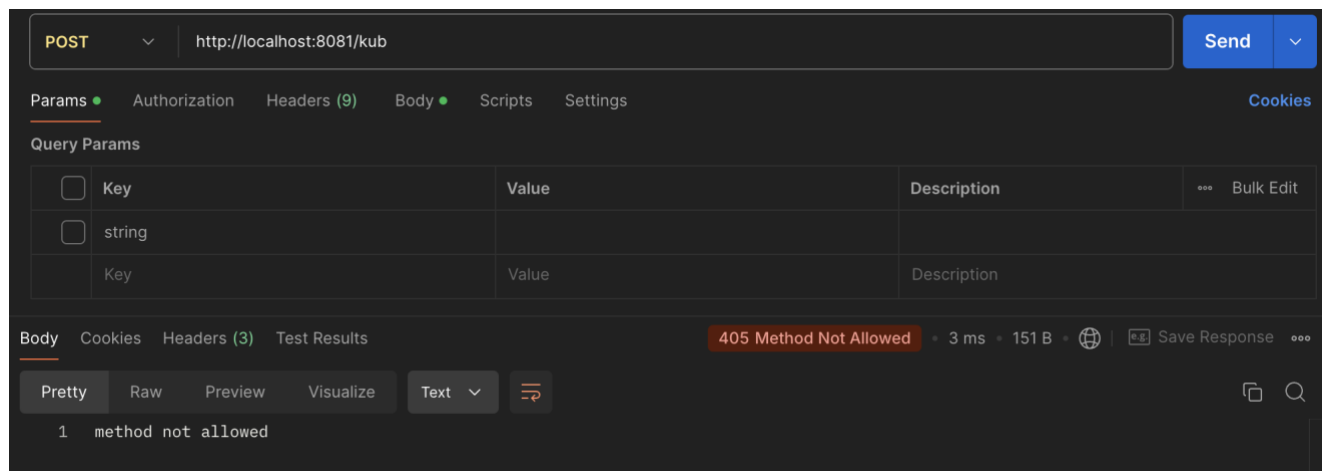 POST http://localhost:8081/kub Send
Params Authorization Headers (9) Body Scripts Settings Cookies
Query Params
Key Value Description Bulk Edit
string
Key Value Description
Body Cookies Headers (3) Test Results 405 Method Not Allowed 3 ms 151 B e.g. Save Response
Pretty Raw Preview Visualize Text
1 method not allowed